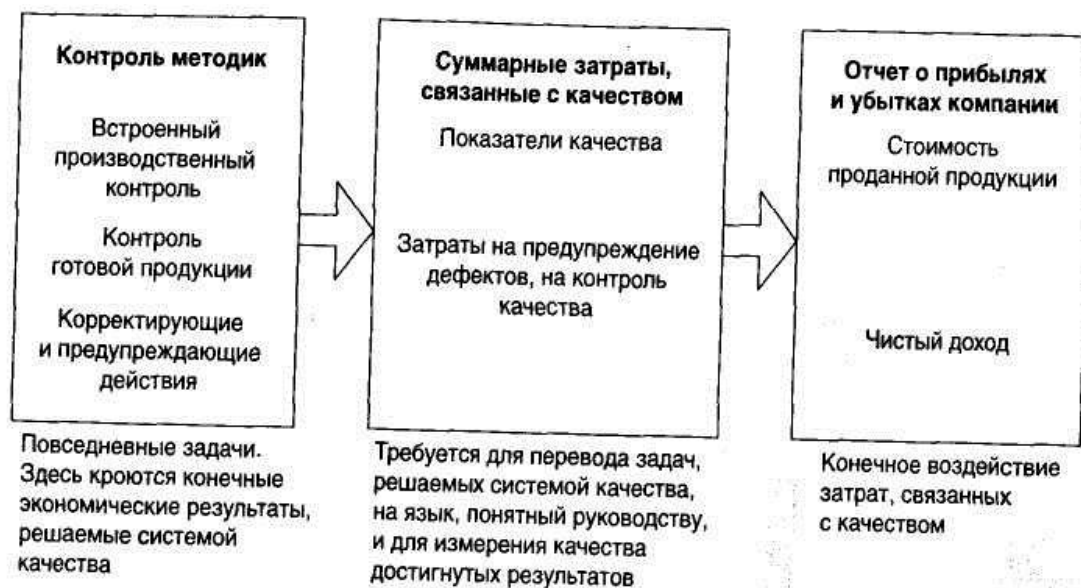 Контроль методик
Встроенный
производственный
контроль
Контроль
готовой продукции
Корректирующие
и предупреждающие
действия
Повседневные задачи.
Здесь кроются конечные
экономические результаты,
решаемые системой
качества
Суммарные затраты,
связанные с качеством
Показатели качества
Затраты на предупреждение
дефектов, на контроль
качества
Требуется для перевода задач,
решаемых системой качества,
на язык, понятный руководству,
и для измерения качества
достигнутых результатов
Отчет о прибылях
и убытках компании
Стоимость
проданной продукции
Чистый доход
Конечное воздействие
затрат, связанных
с качеством